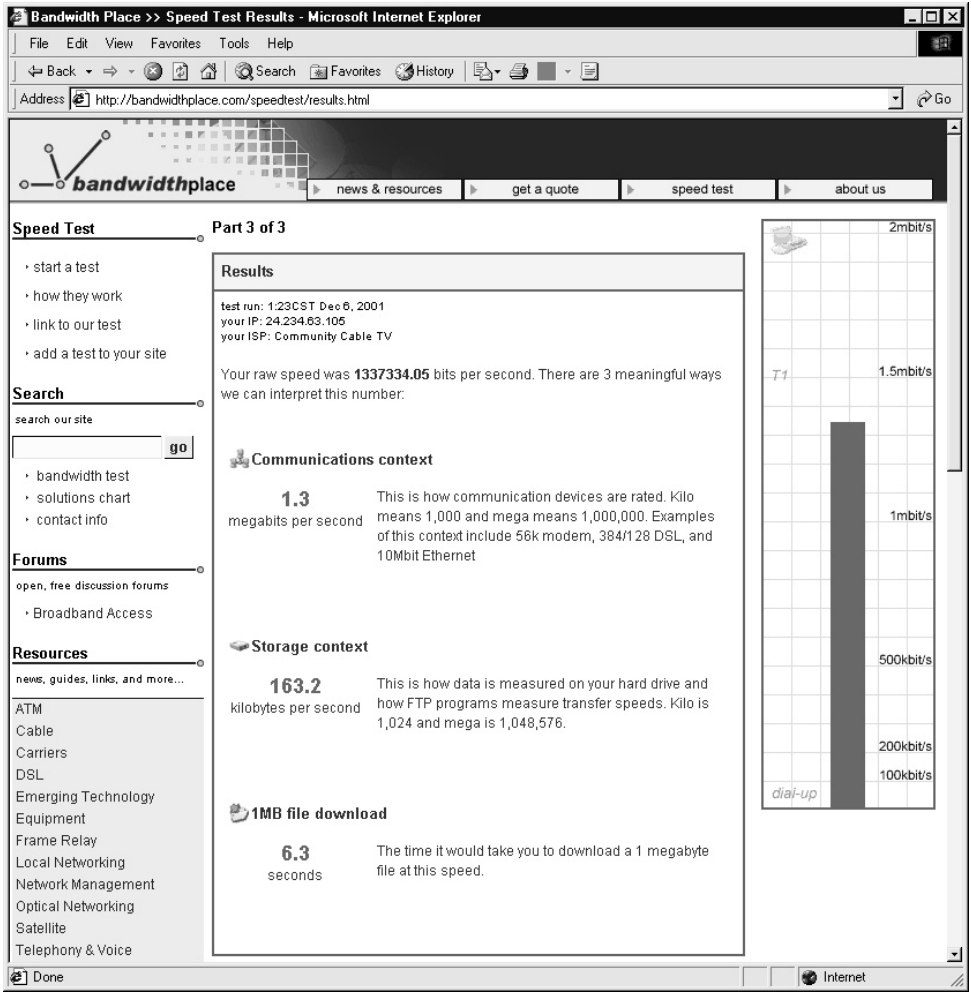 Bandwidth Place >> Speed Test Results - Microsoft Internet Explorer
File Edit View Favorites Tools Help
Back Search Favorites History
Address http://bandwidthplace.com/speedtest/results.html Go
bandwidthplace
news & resources get a quote speed test about us
Speed Test
start a test
how they work
link to our test
add a test to your site
Search
search our site
go
bandwidth test
solutions chart
contact info
Forums
open, free discussion forums
Broadband Access
Resources
news, guides, links, and more...
ATM
Cable
Carriers
DSL
Emerging Technology
Equipment
Frame Relay
Local Networking
Network Management
Optical Networking
Satellite
Telephony & Voice
Part 3 of 3
Results
test run: 1:23CST Dec 6, 2001
your IP: 24.234.63.105
your ISP: Community Cable TV
Your raw speed was 1337334.05 bits per second. There are 3 meaningful ways
we can interpret this number:
Communications context
1.3
megabits per second
This is how communication devices are rated. Kilo
means 1,000 and mega means 1,000,000. Examples
of this context include 56k modem, 384/128 DSL, and
10Mbit Ethernet
Storage context
163.2
kilobytes per second
This is how data is measured on your hard drive and
how FTP programs measure transfer speeds. Kilo is
1,024 and mega is 1,048,576.
1MB file download
6.3
seconds
The time it would take you to download a 1 megabyte
file at this speed.
2mbit/s
T1 1.5mbit/s
1mbit/s
500kbit/s
200kbit/s
100kbit/s
dial-up
Done Internet